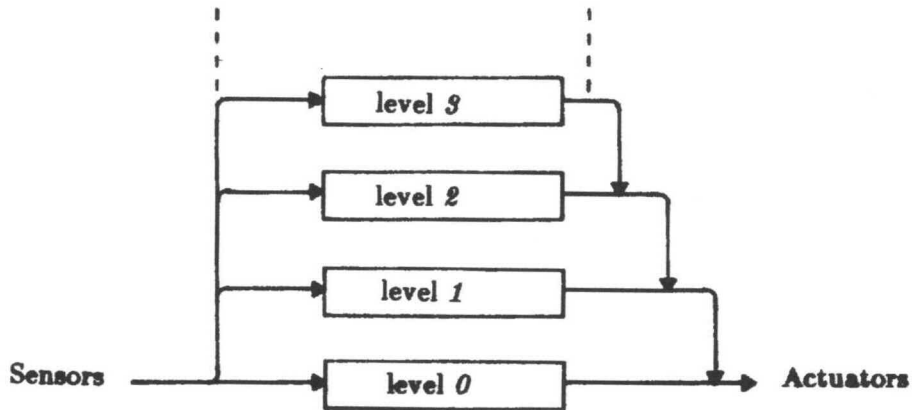 level 3
level 2
level 1
Sensors
level 0
Actuators